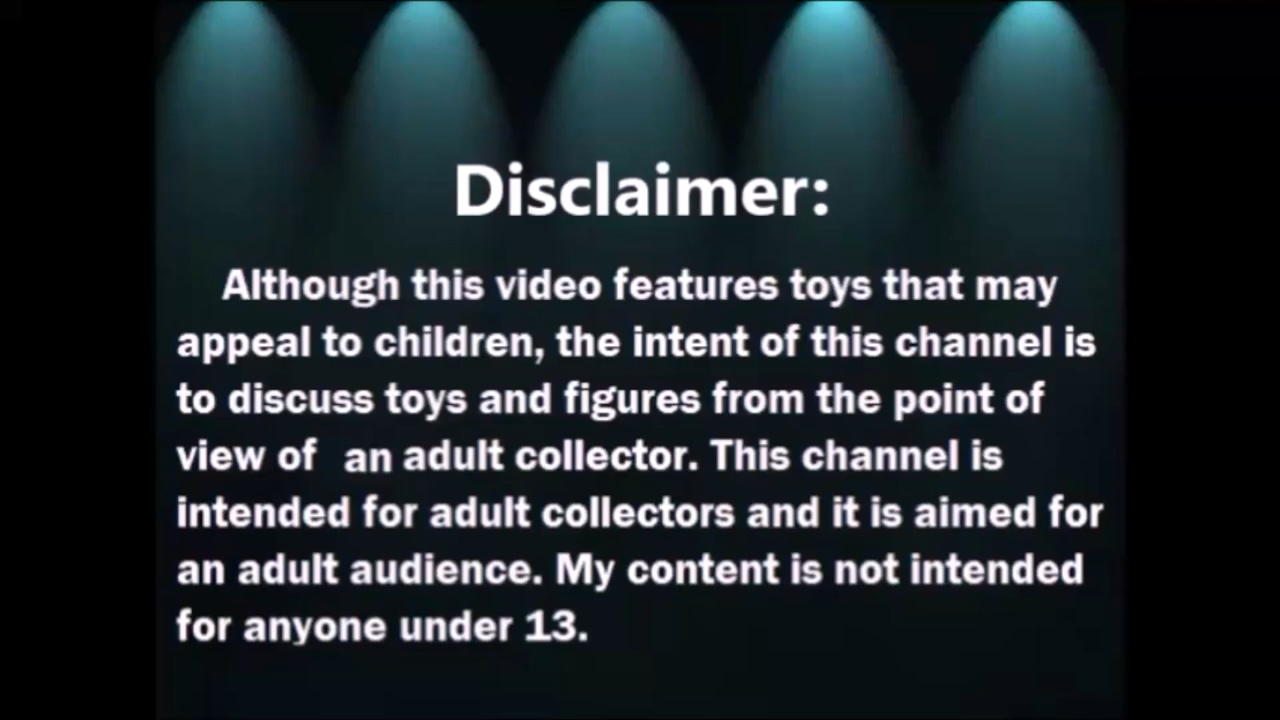 Disclaimer:
Although this video features toys that may
appeal to children, the intent of this channel is
to discuss toys and figures from the point of
view of an adult collector. This channel is
intended for adult collectors and it is aimed for
an adult audience. My content is not intended
for anyone under 13.